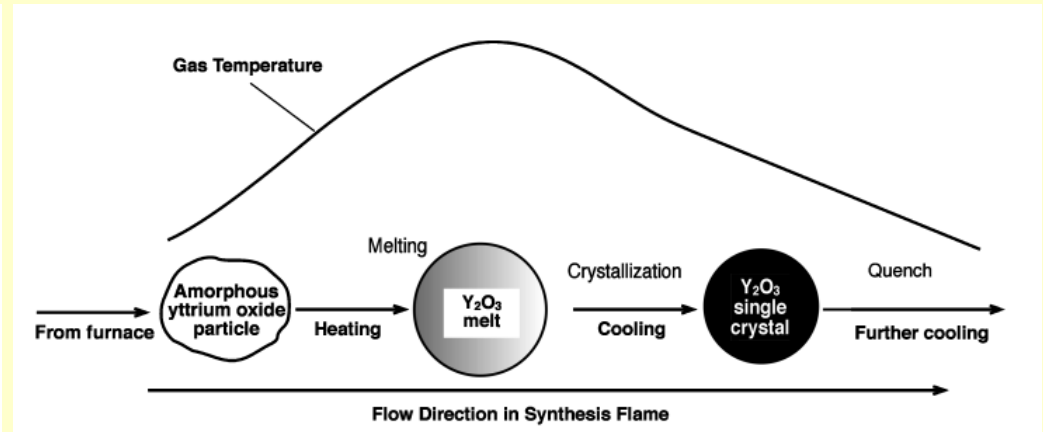 Gas Temperature
Melting
Crystallization
Quench
Amorphous
yttrium oxide
particle
Y₂O₃
melt
Y₂O₃
single
crystal
From furnace
Heating
Cooling
Further cooling
Flow Direction in Synthesis Flame